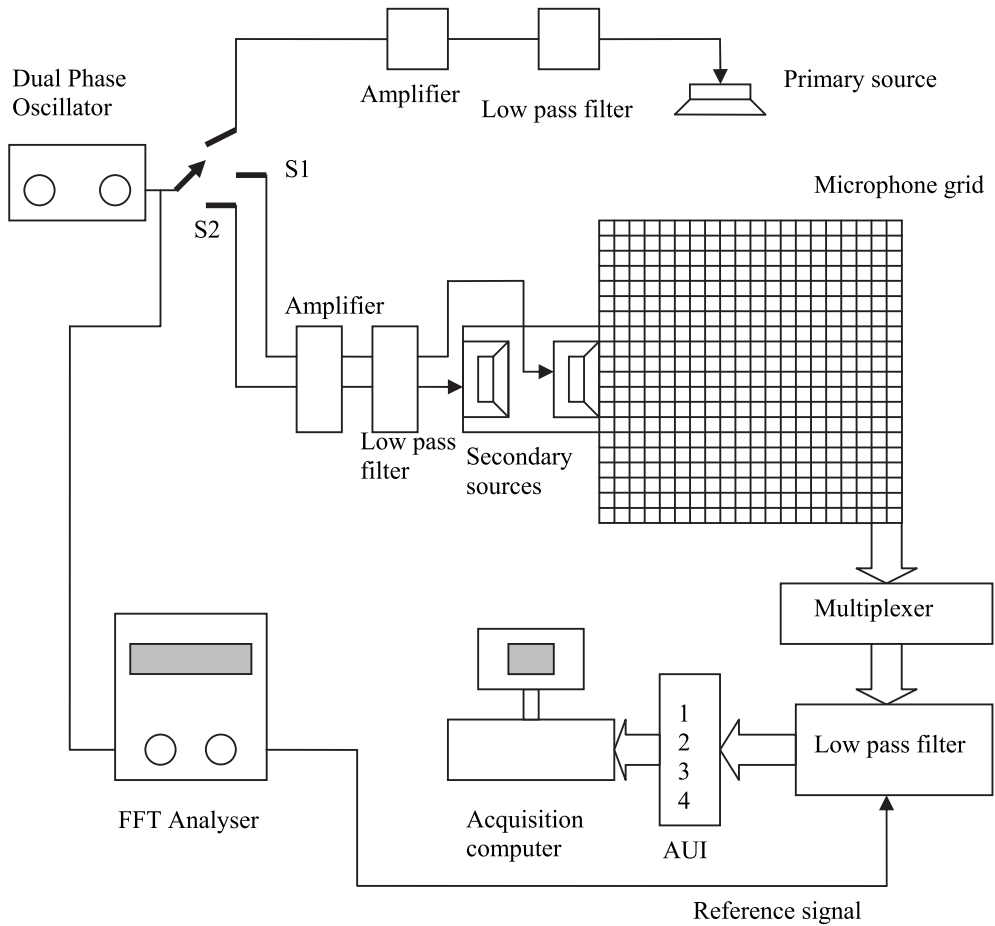 Dual Phase
Oscillator
Amplifier
Low pass filter
Primary source
S1
S2
Microphone grid
Amplifier
Low pass
filter
Secondary
sources
Multiplexer
Low pass filter
1
2
3
4
AUI
Acquisition
computer
FFT Analyser
Reference signal